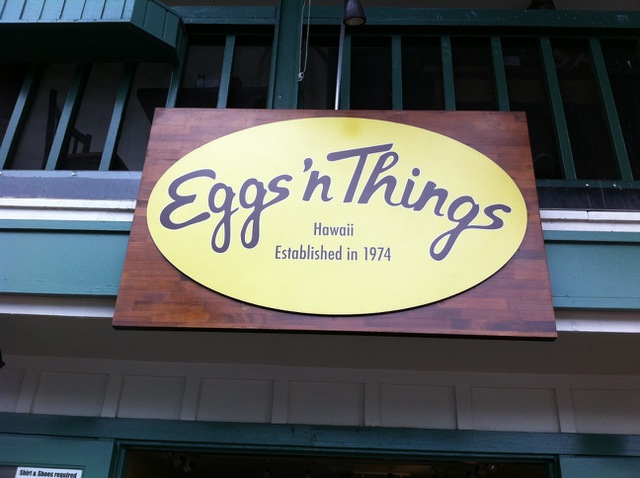 Eggs 'n Things
Hawaii
Established in 1974
Shirt & Shoes required